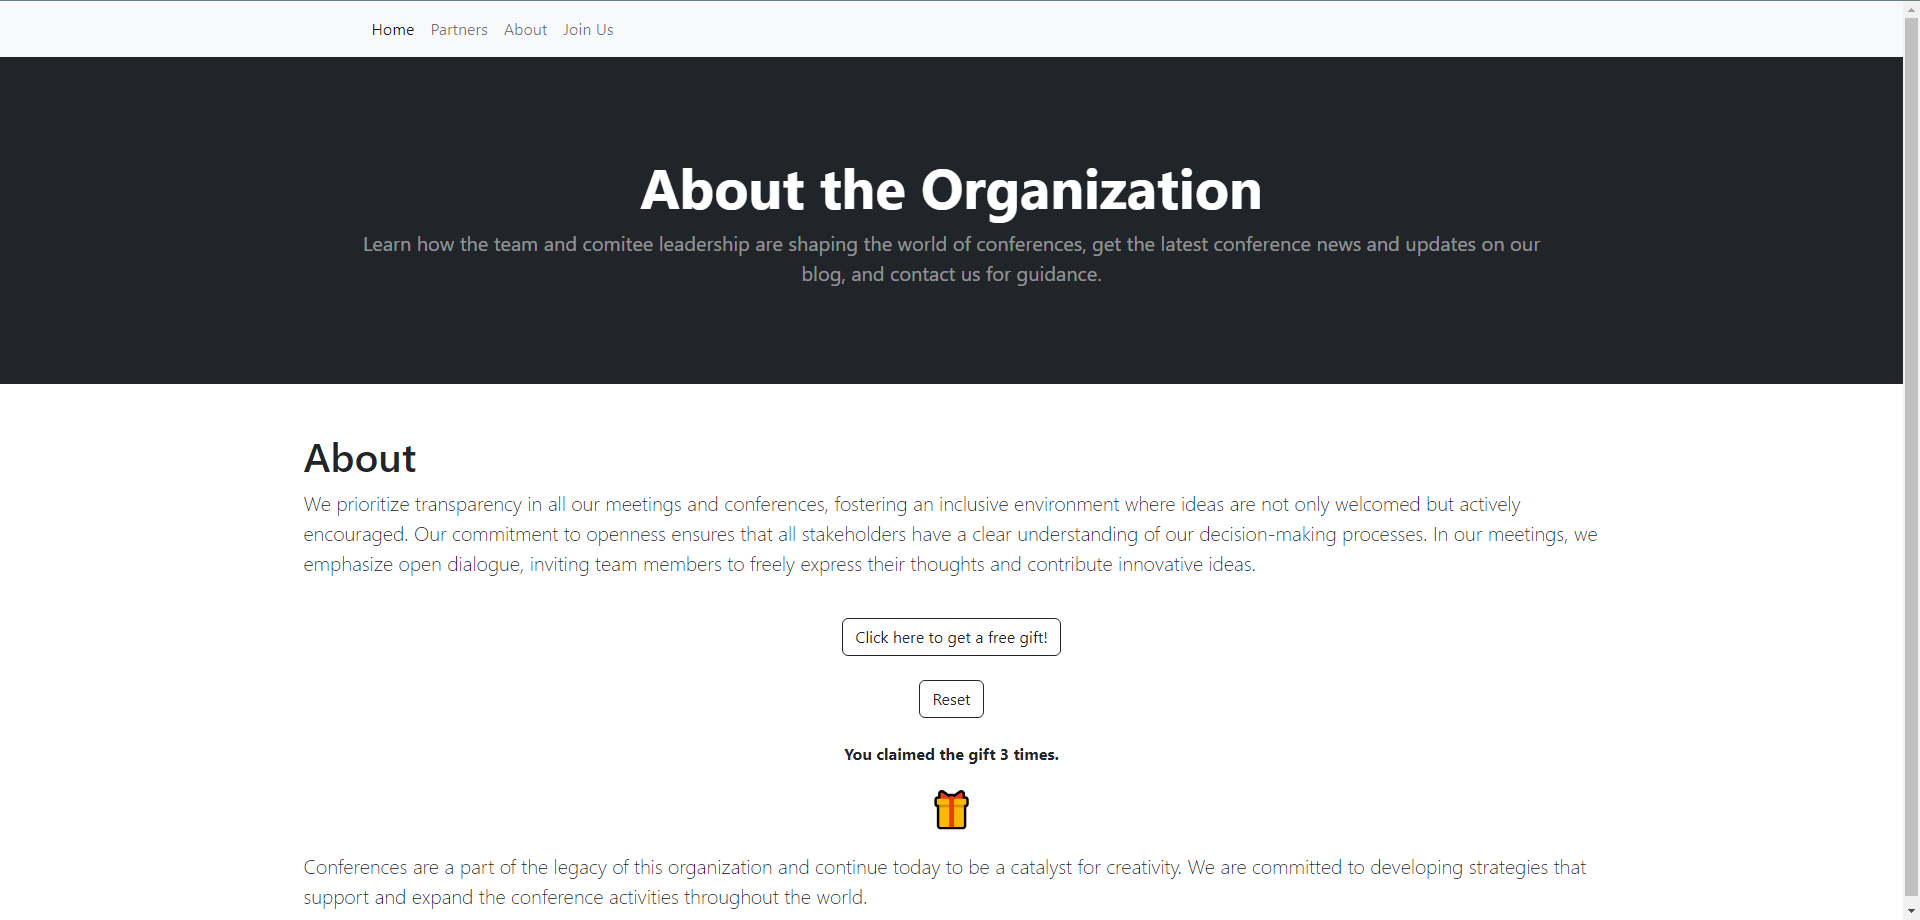 Home Partners About Join Us
About the Organization
Learn how the team and comitee leadership are shaping the world of conferences, get the latest conference news and updates on our
blog, and contact us for guidance.
About
We prioritize transparency in all our meetings and conferences, fostering an inclusive environment where ideas are not only welcomed but actively
encouraged. Our commitment to openness ensures that all stakeholders have a clear understanding of our decision-making processes. In our meetings, we
emphasize open dialogue, inviting team members to freely express their thoughts and contribute innovative ideas.
Click here to get a free gift!
Reset
You claimed the gift 3 times.
Conferences are a part of the legacy of this organization and continue today to be a catalyst for creativity. We are committed to developing strategies that
support and expand the conference activities throughout the world.